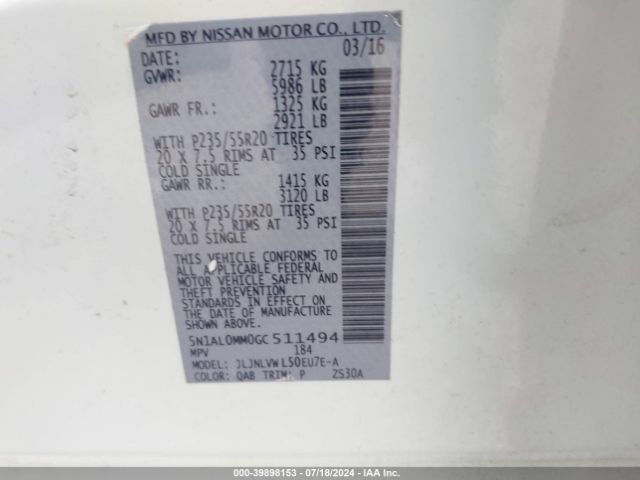 MFD BY NISSAN MOTOR CO., LTD.
DATE: 03/16
GVWR: 2715 KG
5986 LB
GAWR FR.: 1325 KG
2921 LB
WITH P235/55R20 TIRES
20 X 7.5 RIMS AT 35 PSI
COLD SINGLE
GAWR RR.: 1415 KG
3120 LB
WITH P235/55R20 TIRES
20 X 7.5 RIMS AT 35 PSI
COLD SINGLE
THIS VEHICLE CONFORMS TO
ALL APPLICABLE FEDERAL
MOTOR VEHICLE SAFETY AND
THEFT PREVENTION
STANDARDS IN EFFECT ON
THE DATE OF MANUFACTURE
SHOWN ABOVE.
5N1AL0MM0GC511494
MPV 184
MODEL: JLJNLVWL50EU7E-A
COLOR: QAB TRIM: P ZS30A
000-39898153 - 07/18/2024 - IAA Inc.